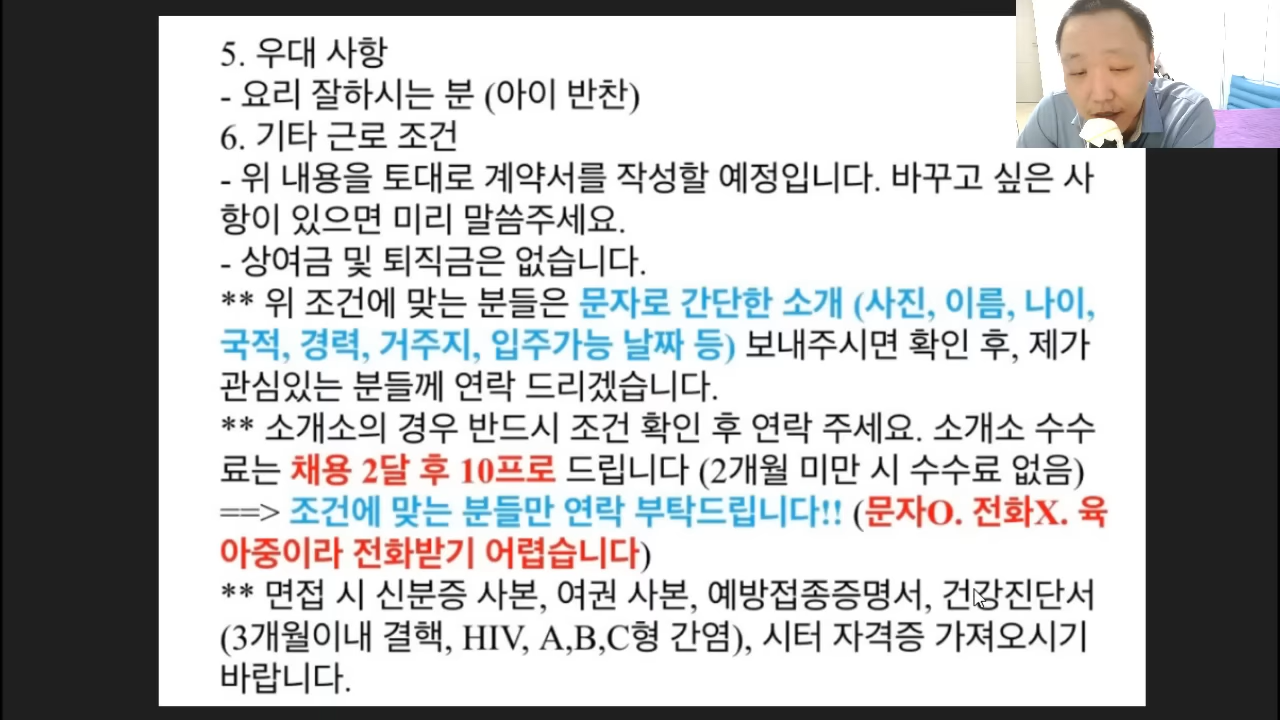 5. 우대 사항
- 요리 잘하시는 분 (아이 반찬)
6. 기타 근로 조건
- 위 내용을 토대로 계약서를 작성할 예정입니다. 바꾸고 싶은 사
항이 있으면 미리 말씀주세요.
- 상여금 및 퇴직금은 없습니다.
** 위 조건에 맞는 분들은 문자로 간단한 소개 (사진, 이름, 나이,
국적, 경력, 거주지, 입주가능 날짜 등) 보내주시면 확인 후, 제가
관심있는 분들께 연락 드리겠습니다.
** 소개소의 경우 반드시 조건 확인 후 연락 주세요. 소개소 수수
료는 채용 2달 후 10프로 드립니다 (2개월 미만 시 수수료 없음)
==> 조건에 맞는 분들만 연락 부탁드립니다!! (문자O. 전화X. 육
아중이라 전화받기 어렵습니다)
** 면접 시 신분증 사본, 여권 사본, 예방접종증명서, 건강진단서
(3개월이내 결핵, HIV, A,B,C형 간염), 시터 자격증 가져오시기
바랍니다.